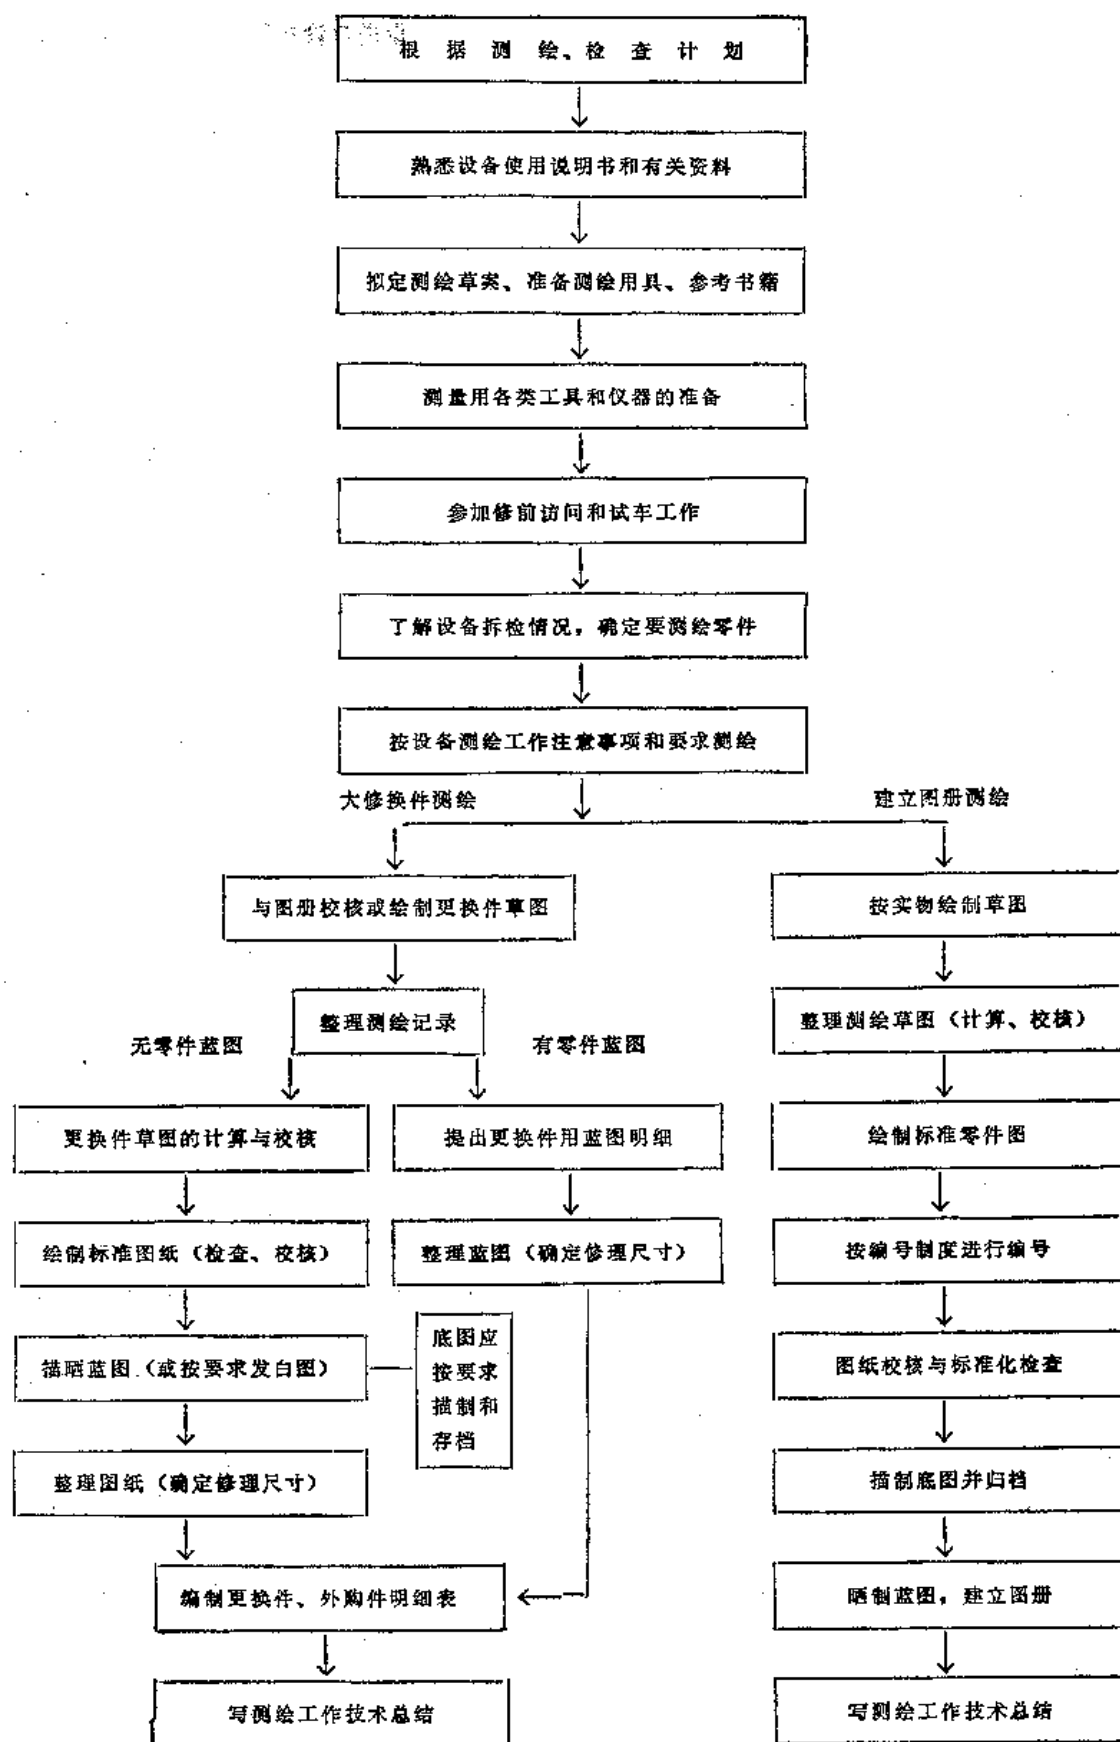 根据测绘、检查计划
熟悉设备使用说明书和有关资料
拟定测绘草案、准备测绘用具、参考书籍
测量用各类工具和仪器的准备
参加修前访问和试车工作
了解设备拆检情况，确定要测绘零件
按设备测绘工作注意事项和要求测绘
大修换件测绘
建立图册测绘
与图册校核或绘制更换件草图
按实物绘制草图
整理测绘记录
整理测绘草图（计算、校核）
无零件蓝图
有零件蓝图
更换件草图的计算与校核
提出更换件用蓝图明细
绘制标准零件图
绘制标准图纸（检查、校核）
整理蓝图（确定修理尺寸）
按编号制度进行编号
描晒蓝图（或按要求发白图）
底图应
按要求
描制和
存档
图纸校核与标准化检查
整理图纸（确定修理尺寸）
描制底图并归档
编制更换件、外购件明细表
晒制蓝图，建立图册
写测绘工作技术总结
写测绘工作技术总结